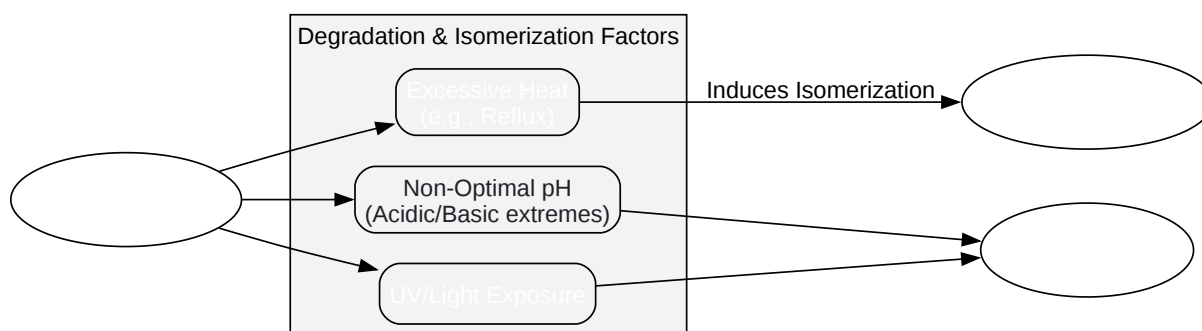 Degradation & Isomerization Factors
Excessive Heat
(e.g., Reflux)
Induces Isomerization
Non-Optimal pH
(Acidic/Basic extremes)
UV/Light Exposure